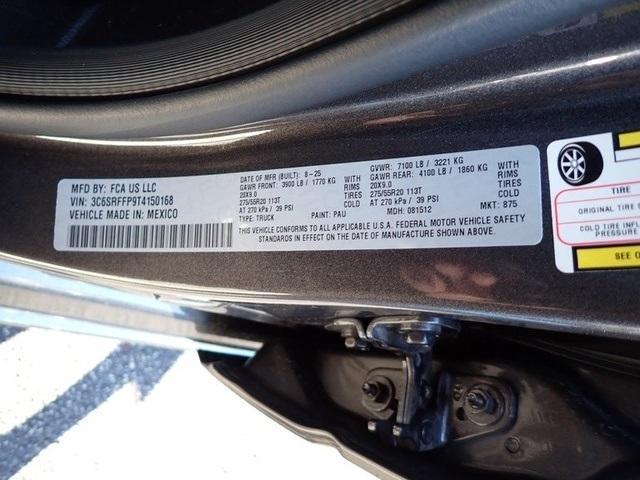 MFD BY: FCA US LLC
VIN: 3C6SRFFP9T4150168
VEHICLE MADE IN: MEXICO
DATE OF MFR (BUILT): 8-25
GAWR FRONT: 3900 LB / 1770 KG WITH
20X9.0 RIMS
275/55R20 113T TIRES
AT 270 kPa / 39 PSI COLD
TYPE: TRUCK PAINT: PAU
GVWR: 7100 LB / 3221 KG
GAWR REAR: 4100 LB / 1860 KG WITH
20X9.0 RIMS
275/55R20 113T TIRES
AT 270 kPa / 39 PSI COLD
MDH: 081512 MKT: 875
THIS VEHICLE CONFORMS TO ALL APPLICABLE U.S.A. FEDERAL MOTOR VEHICLE SAFETY
STANDARDS IN EFFECT ON THE DATE OF MANUFACTURE SHOWN ABOVE
TIRE
ORIGINAL TIRE
COLD TIRE
PRESSURE
SEE